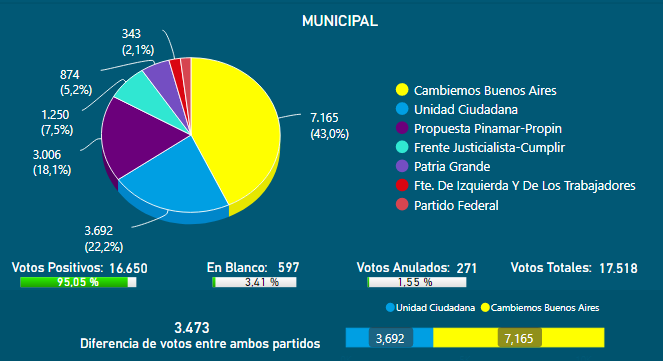 MUNICIPAL
343
(2,1%)
874
(5,2%)
1.250
(7,5%)
3.006
(18,1%)
3.692
(22,2%)
7.165
(43,0%)
Cambiemos Buenos Aires
Unidad Ciudadana
Propuesta Pinamar-Propin
Frente Justicialista-Cumplir
Patria Grande
Fte. De Izquierda Y De Los Trabajadores
Partido Federal
Votos Positivos: 16.650
95,05 %
En Blanco: 597
3,41 %
Votos Anulados: 271
1,55 %
Votos Totales: 17.518
Unidad Ciudadana Cambiemos Buenos Aires
3.473
Diferencia de votos entre ambos partidos
3,692 7,165